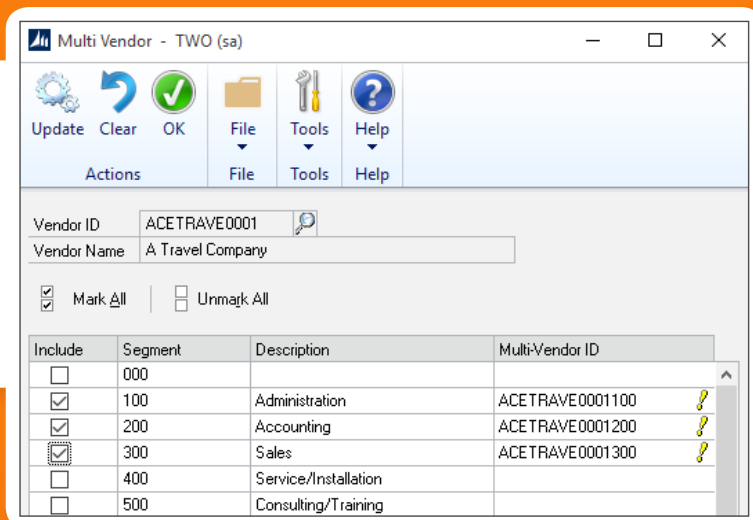 Multi Vendor - TWO (sa)
Update Clear OK File Tools Help
Actions File Tools Help
Vendor ID ACETRAVE0001
Vendor Name A Travel Company
Mark All Unmark All
Include Segment Description Multi-Vendor ID
000
100 Administration ACETRAVE0001100
200 Accounting ACETRAVE0001200
300 Sales ACETRAVE0001300
400 Service/Installation
500 Consulting/Training